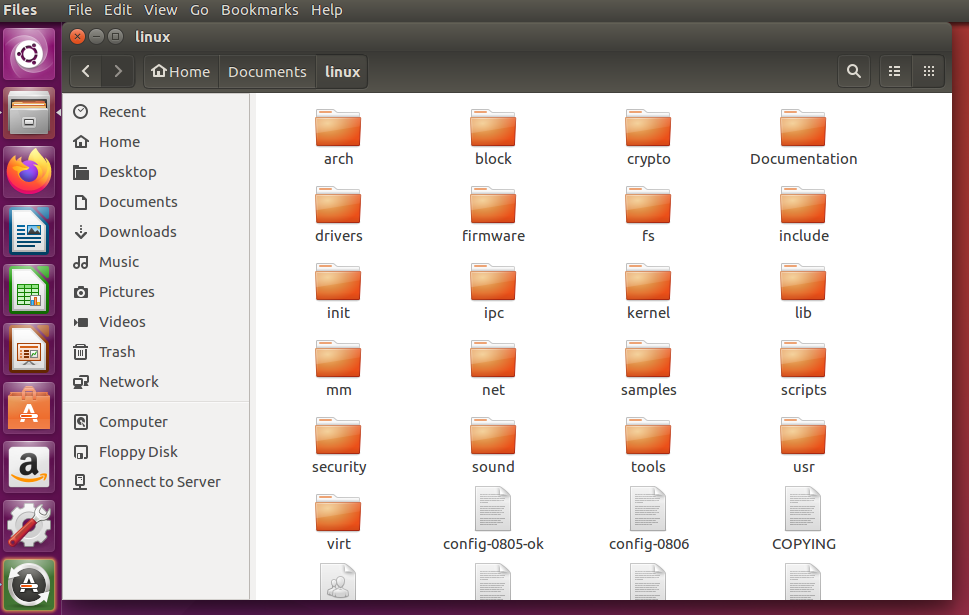 Files File Edit View Go Bookmarks Help
linux
Home Documents linux
Recent
Home
Desktop
Documents
Downloads
Music
Pictures
Videos
Trash
Network
Computer
Floppy Disk
Connect to Server
arch block crypto Documentation
drivers firmware fs include
init ipc kernel lib
mm net samples scripts
security sound tools usr
virt config-0805-ok config-0806 COPYING